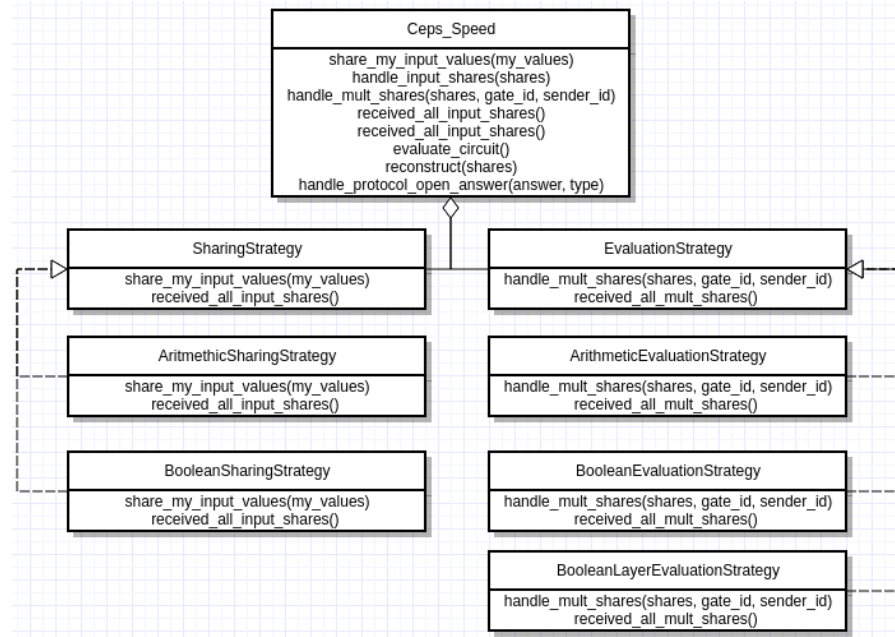 Ceps_Speed
share_my_input_values(my_values)
handle_input_shares(shares)
handle_mult_shares(shares, gate_id, sender_id)
received_all_input_shares()
received_all_input_shares()
evaluate_circuit()
reconstruct(shares)
handle_protocol_open_answer(answer, type)
SharingStrategy
share_my_input_values(my_values)
received_all_input_shares()
EvaluationStrategy
handle_mult_shares(shares, gate_id, sender_id)
received_all_mult_shares()
AritmethicSharingStrategy
share_my_input_values(my_values)
received_all_input_shares()
ArithmeticEvaluationStrategy
handle_mult_shares(shares, gate_id, sender_id)
received_all_mult_shares()
BooleanSharingStrategy
share_my_input_values(my_values)
received_all_input_shares()
BooleanEvaluationStrategy
handle_mult_shares(shares, gate_id, sender_id)
received_all_mult_shares()
BooleanLayerEvaluationStrategy
handle_mult_shares(shares, gate_id, sender_id)
received_all_mult_shares()